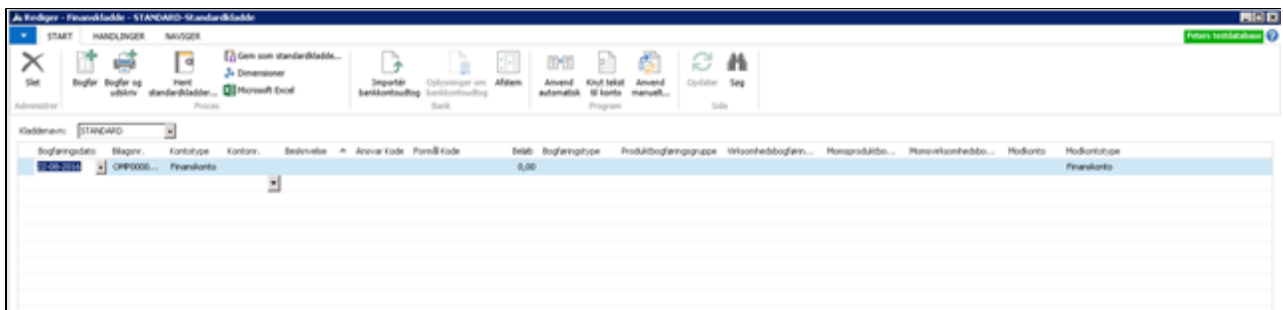 Rediger - Finanskladde - STANDARD-Standardkladde
START HANDLINGER NAVIGER
Peters testdatabase
Slet
Bogfør
Bogfør og udskriv
Hent standardkladder...
Gem som standardkladde...
Dimensioner
Microsoft Excel
Importér bankkontoudtog
Oplysninger om bankkontoudtog
Afstem
Anvend automatisk
Knyt tekst til konto
Anvend manuelt...
Opdater
Søg
Administrer Proces Bank Program Side
Kladdenavn: STANDARD
Bogføringsdato Bilagsnr. Kontotype Kontonr. Beskrivelse Ansvar Kode Formål Kode Beløb Bogføringstype Produktbogføringsgruppe Virksomhedsbogførin... Momsproduktbo... Momsvirksomhedsbo... Modkonto Modkontotype
22-08-2016 Finanskonto 0,00 Finanskonto